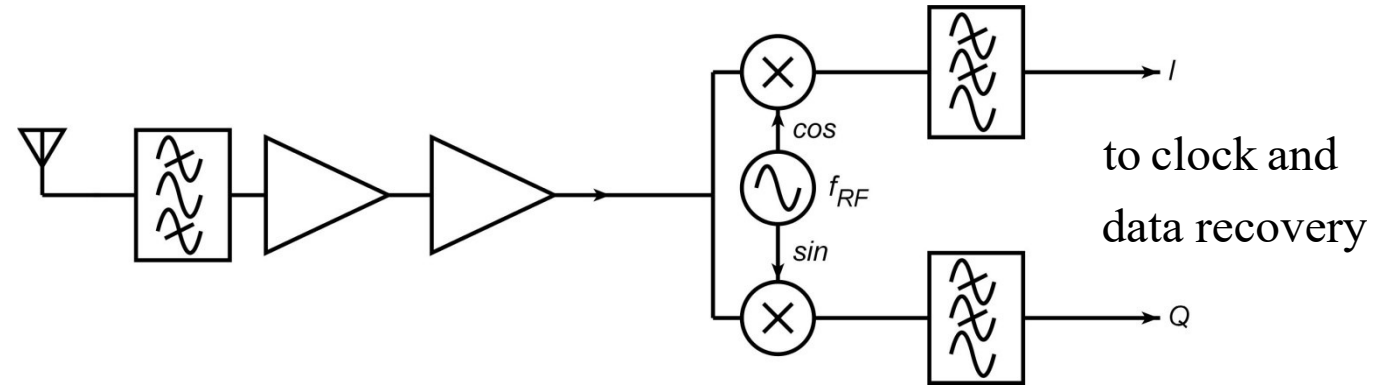 I
cos
to clock and
f_RF
data recovery
sin
Q